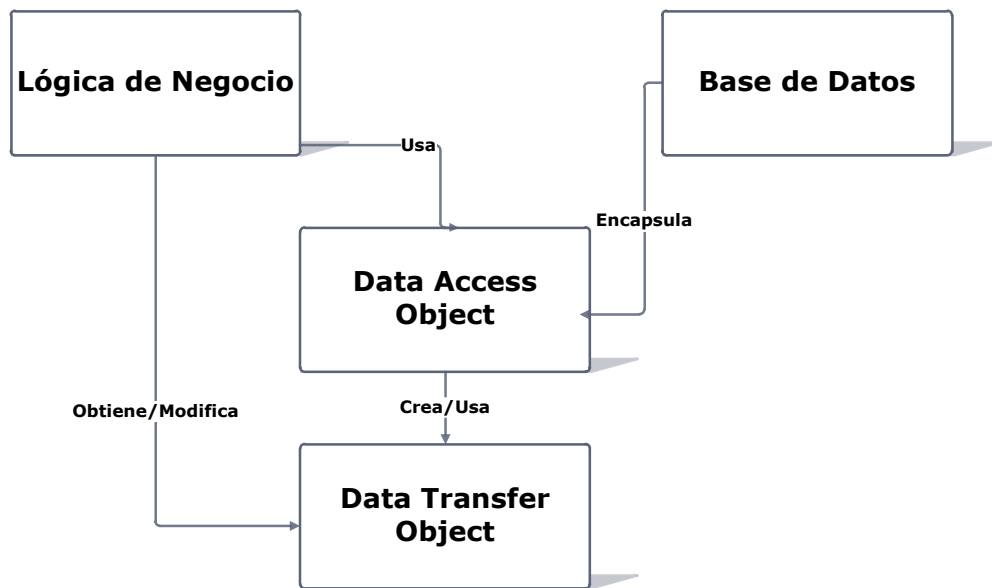 Lógica de Negocio
Base de Datos
Usa
Encapsula
Data Access
Object
Obtiene/Modifica
Crea/Usa
Data Transfer
Object